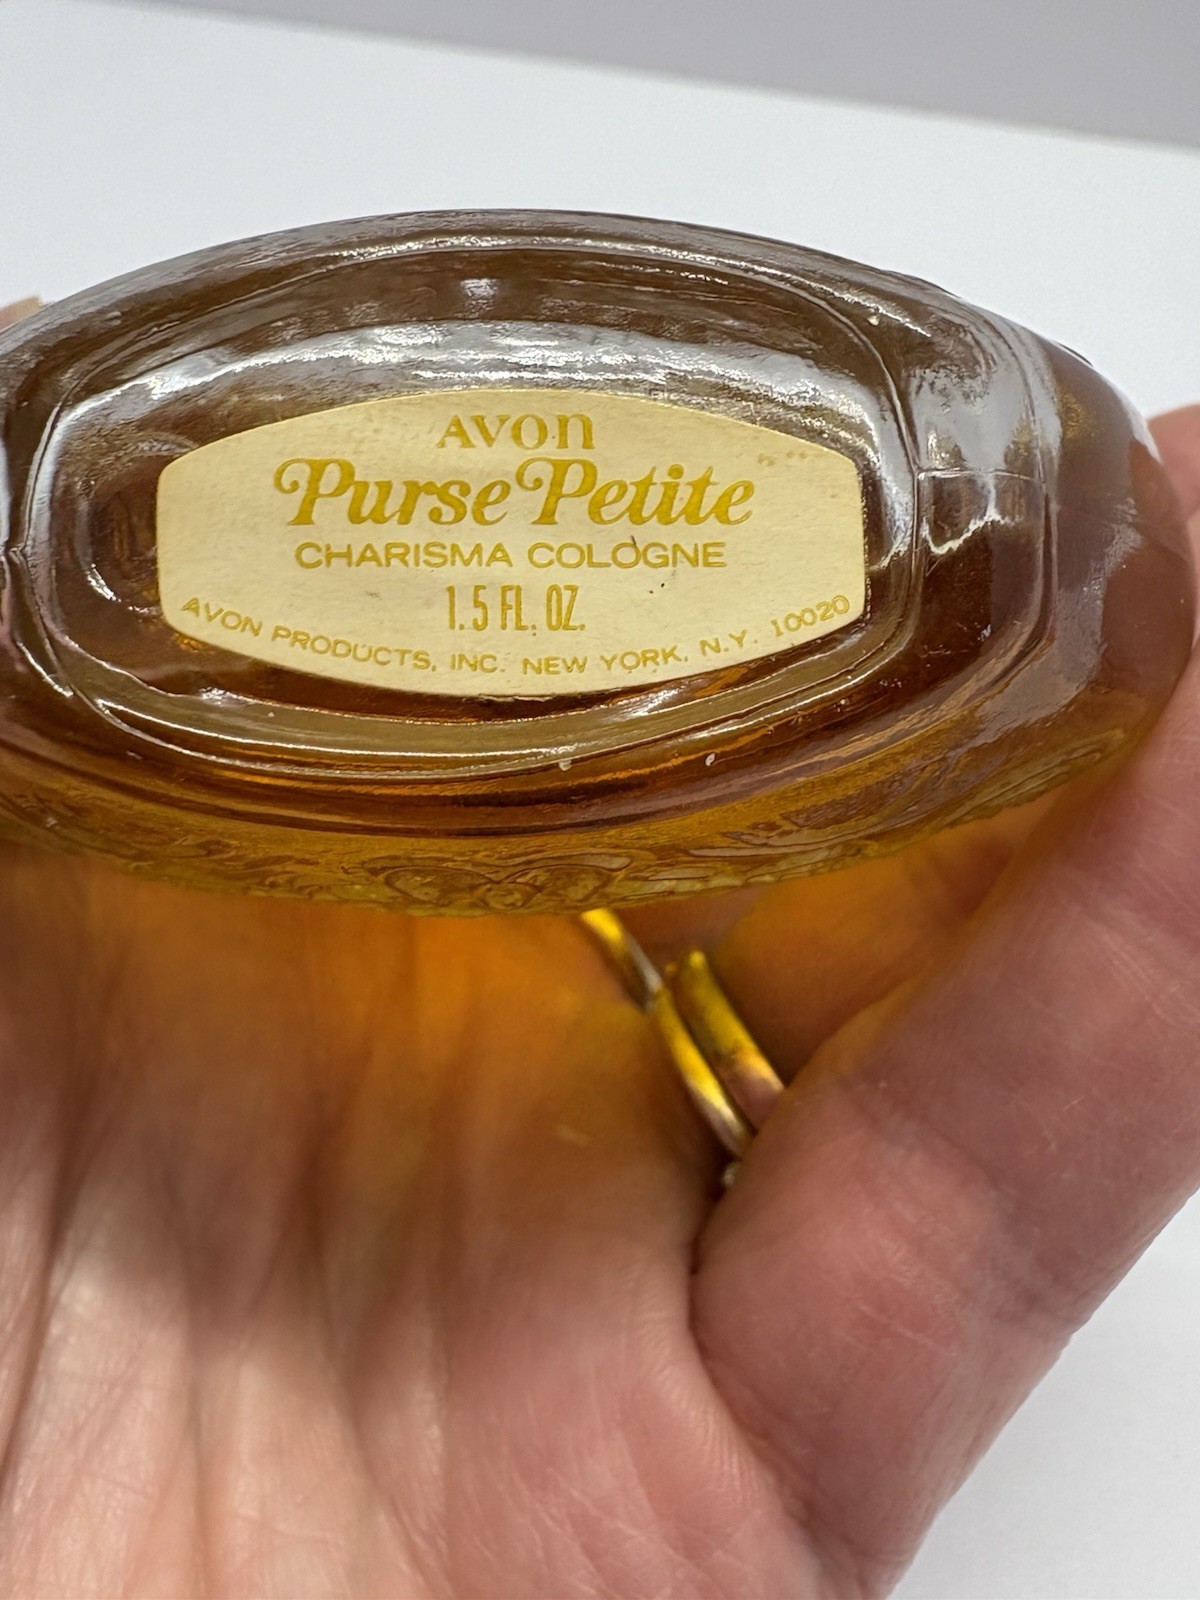 AVON
Purse Petite
CHARISMA COLOGNE
1.5 FL. OZ.
AVON PRODUCTS, INC. NEW YORK, N.Y. 10020